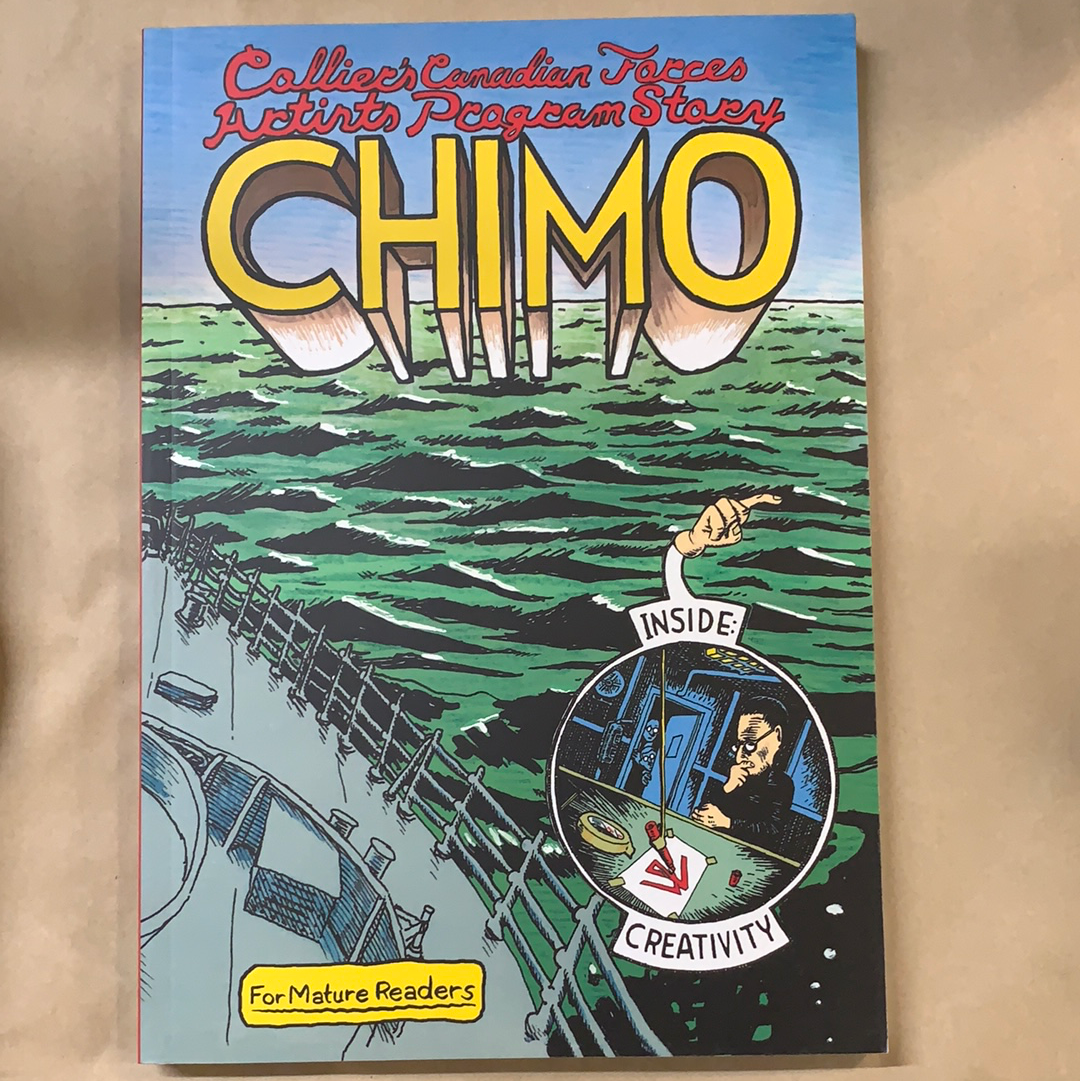 Collier's Canadian Forces
Artists Program Story
CHIMO
INSIDE:
CREATIVITY
For Mature Readers